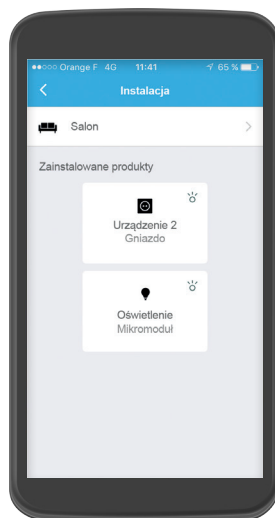 Orange F 4G 11:41 65 %
Instalacja
Salon
Zainstalowane produkty
Urządzenie 2
Gniazdo
Oświetlenie
Mikromoduł